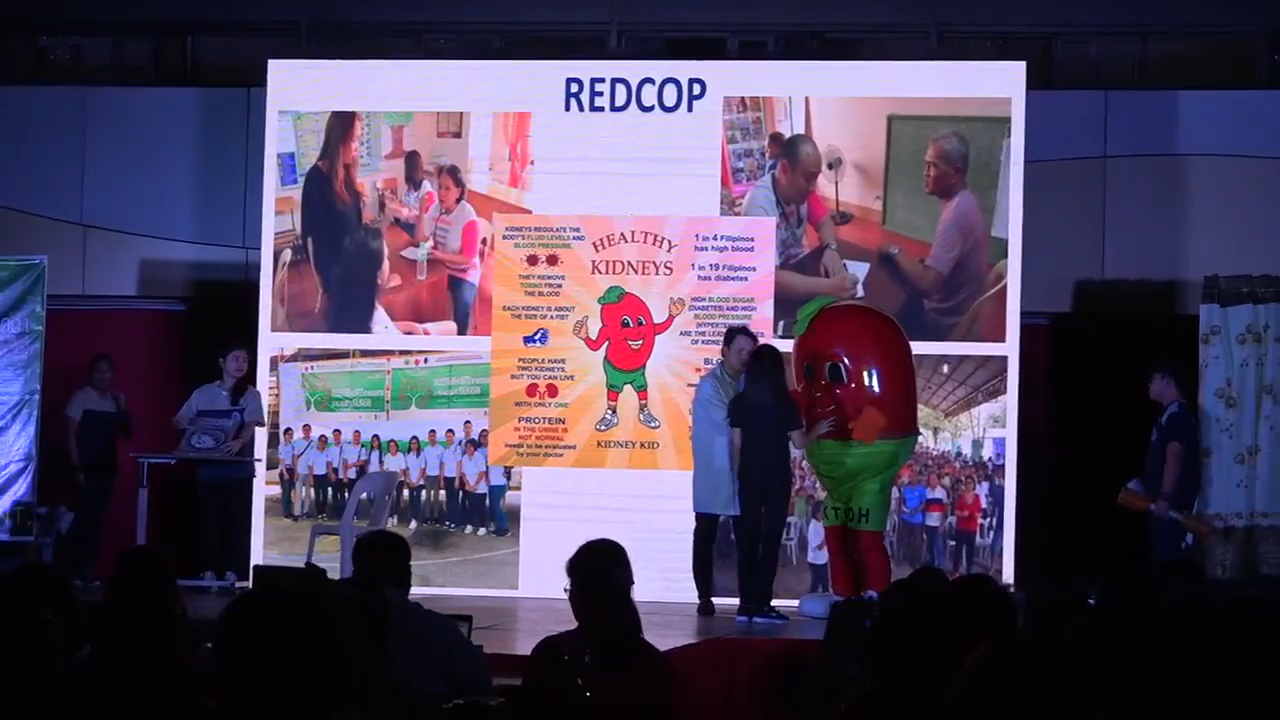 REDCOP
KIDNEYS REGULATE THE
BODY'S FLUID LEVELS AND
BLOOD PRESSURE.
THEY REMOVE
TOXINS FROM
THE BLOOD
EACH KIDNEY IS ABOUT
THE SIZE OF A FIST
PEOPLE HAVE
TWO KIDNEYS,
BUT YOU CAN LIVE
WITH ONLY ONE
PROTEIN
IN THE URINE IS
NOT NORMAL
needs to be evaluated
by your doctor
HEALTHY
KIDNEYS
- KIDNEY KID -
1 in 4 Filipinos
has high blood
1 in 19 Filipinos
has diabetes
HIGH BLOOD SUGAR
(DIABETES) AND HIGH
BLOOD PRESSURE
ARE THE
OF